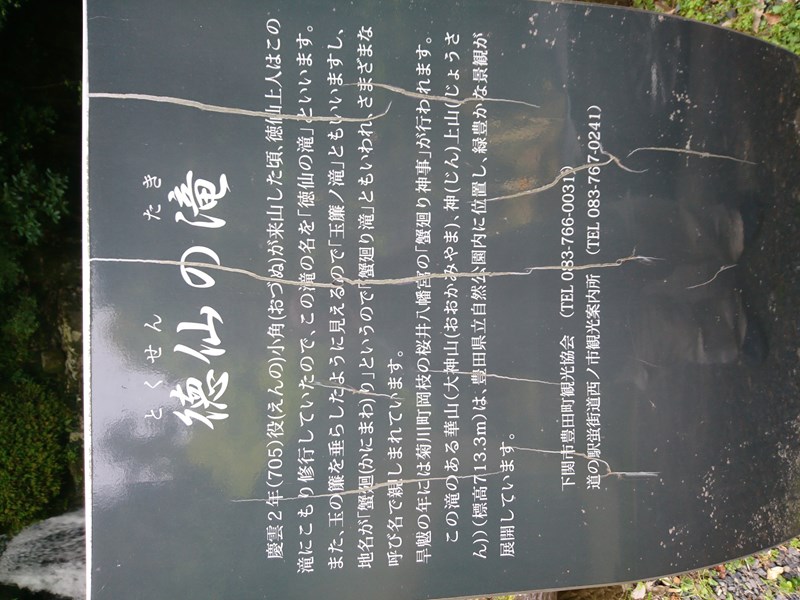 とくせん たき
徳仙の滝
慶雲２年(705)役(えんの)小角(おづぬ)が来山した頃、徳仙上人はこの
滝にこもり修行していたので、この滝の名を「徳仙の滝」といいます。
また、玉の簾を垂らしたように見えるので「玉簾ノ滝」ともいいますし、
地名が「蟹廻(かにまわ)り」というので「蟹廻り滝」ともいわれ、さまざまな
呼び名で親しまれています。
旱魃の年には菊川町岡枝の桜井八幡宮の「蟹廻り神事」が行われます。
この滝のある華山(大神山(おおかみやま)、神(じん)上山(じょうさ
ん))(標高713.3m)は、豊田県立自然公園内に位置し、緑豊かな景観が
展開しています。
下関市豊田町観光協会 （TEL 083-766-0031）
道の駅蛍街道西ノ市観光案内所 （TEL 083-767-0241）